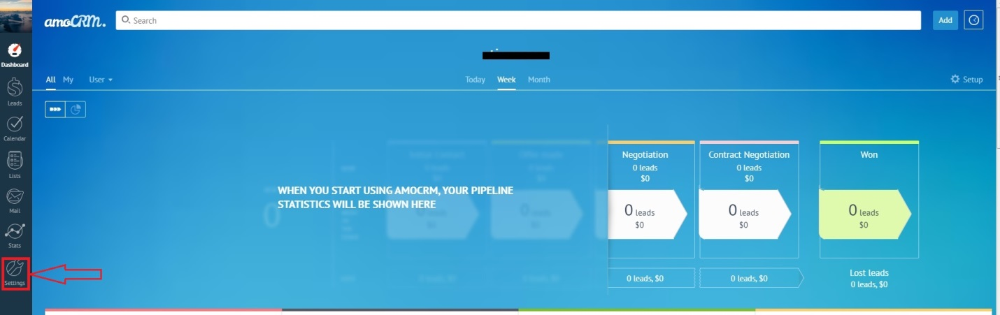 amoCRM.
Search
Add
Dashboard
Leads
Calendar
Lists
Mail
Stats
Settings
All My User
Today Week Month
Setup
WHEN YOU START USING AMOCRM, YOUR PIPELINE
STATISTICS WILL BE SHOWN HERE
Negotiation
0 leads
$0
0 leads
$0
0 leads, $0
Contract Negotiation
0 leads
$0
0 leads
$0
0 leads, $0
Won
0 leads
$0
Lost leads
0 leads, $0